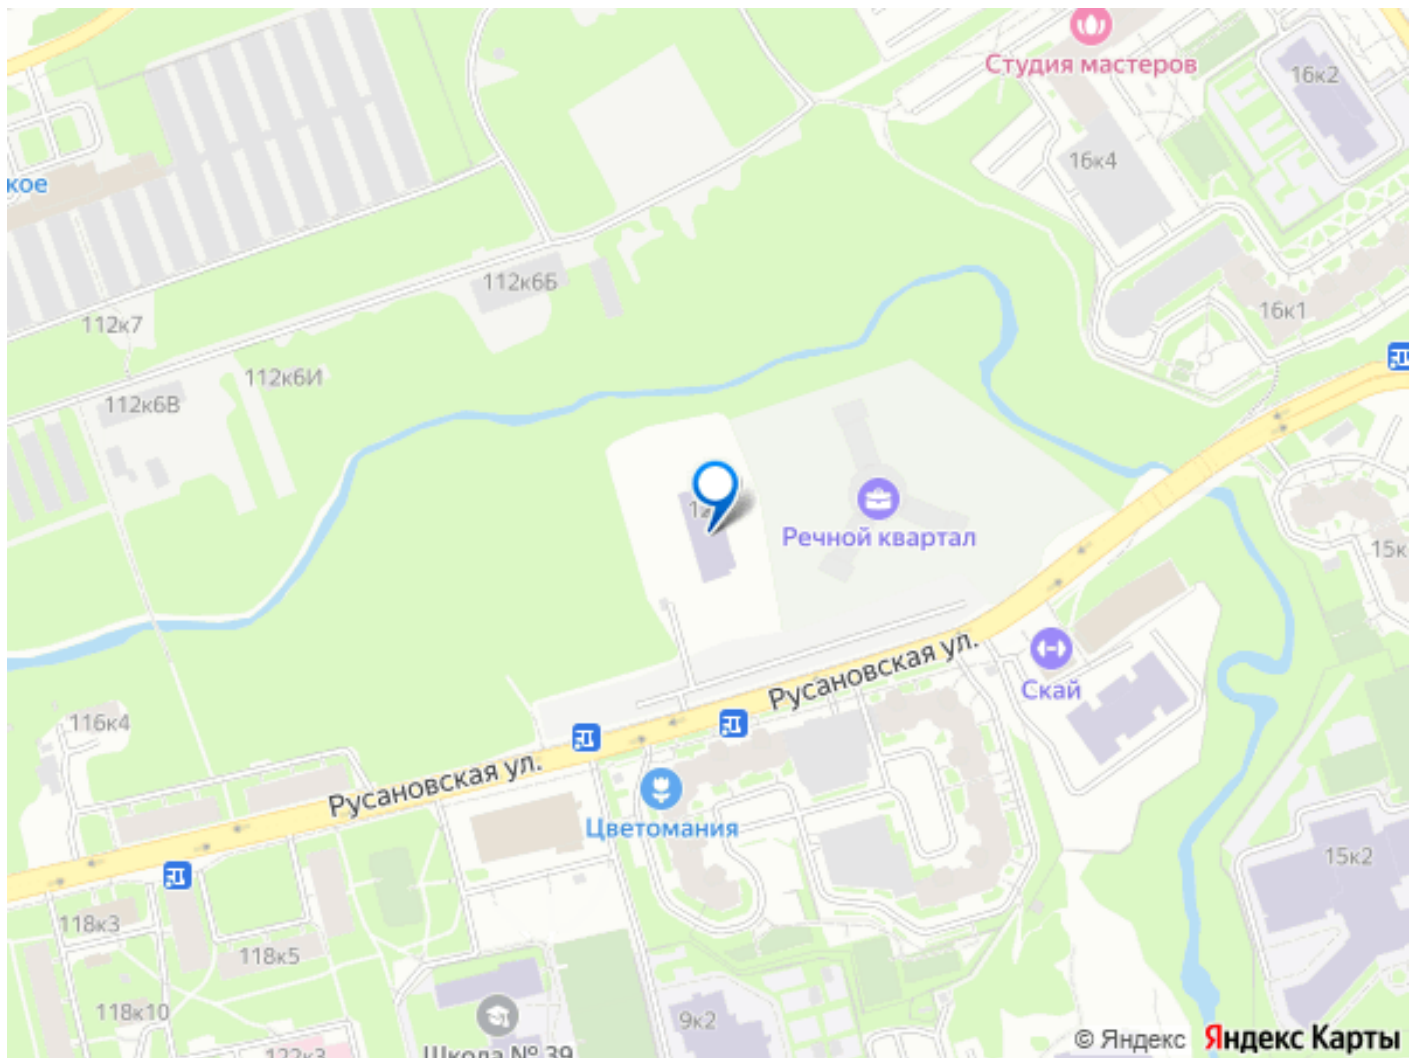 Студия мастеров
16к2
16к4
кое
112к6Б
16к1
112к7
112к6И
112к6В
Речной квартал
15к
Русановская ул.
Скай
116к4
Русановская ул.
Цветомания
15к2
118к3
118к5
118к10
9к2
122к3
Школа № 39
© Яндекс Яндекс Карты